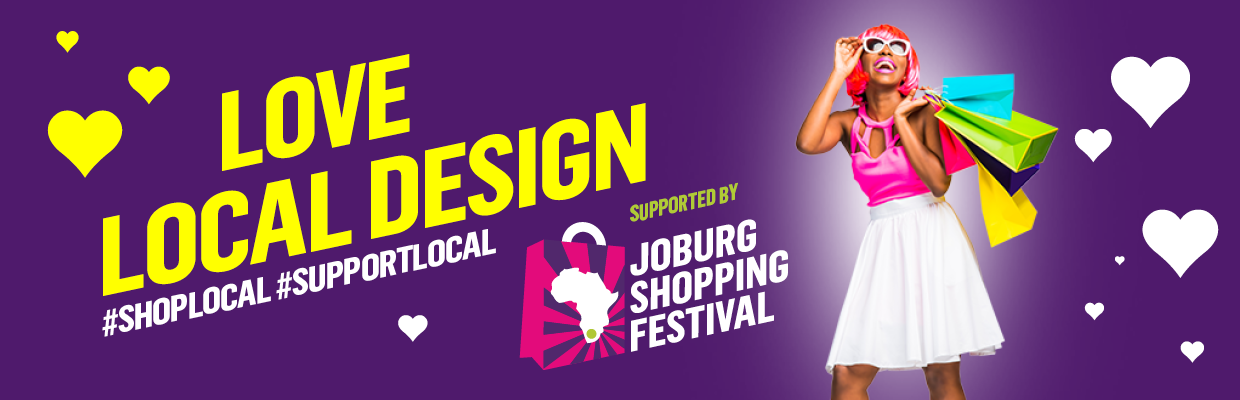 LOVE
LOCAL DESIGN
#SHOPLOCAL #SUPPORTLOCAL
SUPPORTED BY
JOBURG
SHOPPING
FESTIVAL